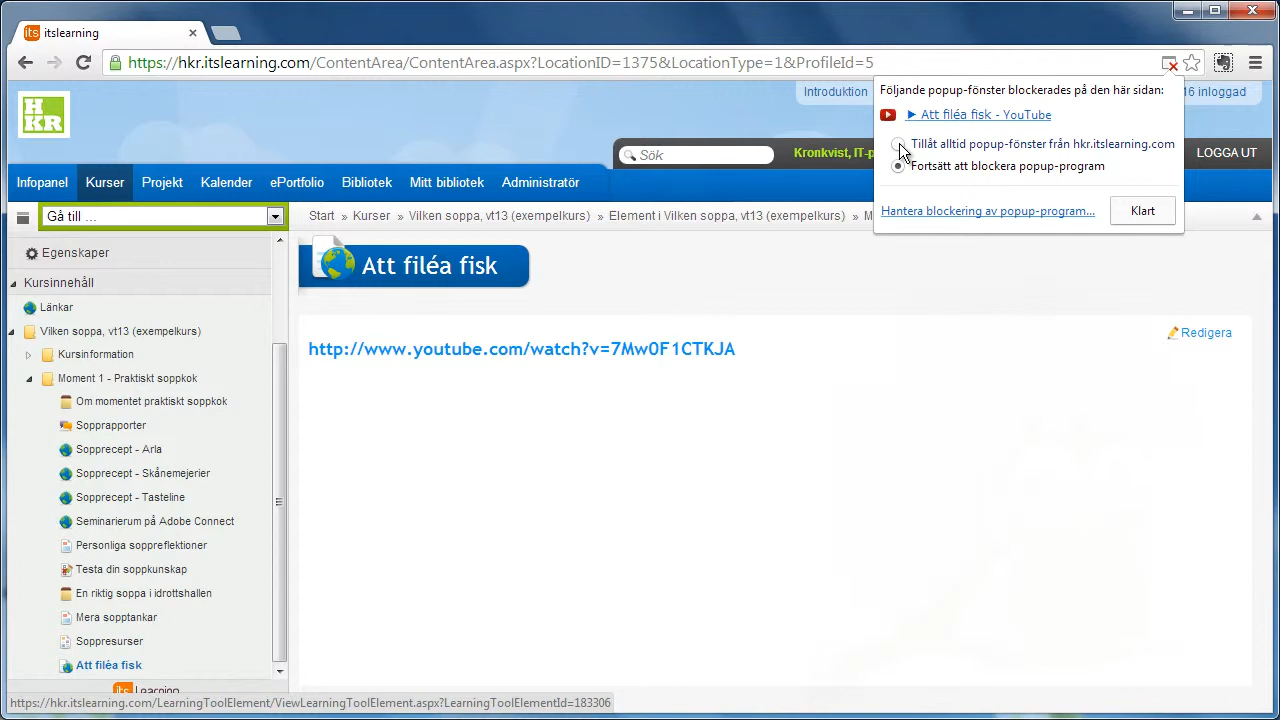 its itslearning
https://hkr.itslearning.com/ContentArea/ContentArea.aspx?LocationID=1375&LocationType=1&ProfileId=5
HKR
Introduktion
16 inloggad
Följande popup-fönster blockerades på den här sidan:
Att filéa fisk - YouTube
Tillåt alltid popup-fönster från hkr.itslearning.com
Fortsätt att blockera popup-program
Hantera blockering av popup-program...
Klart
Sök
Kronkvist, IT-p
LOGGA UT
Infopanel Kurser Projekt Kalender ePortfolio Bibliotek Mitt bibliotek Administratör
Gå till ...
Start » Kurser » Vilken soppa, vt13 (exempelkurs) » Element i Vilken soppa, vt13 (exempelkurs) » M
Egenskaper
Kursinnehåll
Länkar
Vilken soppa, vt13 (exempelkurs)
Kursinformation
Moment 1 - Praktiskt soppkok
Om momentet praktiskt soppkok
Sopprapporter
Sopprecept - Arla
Sopprecept - Skånemejerier
Sopprecept - Tasteline
Seminarierum på Adobe Connect
Personliga soppreflektioner
Testa din soppkunskap
En riktig soppa i idrottshallen
Mera sopptankar
Soppresurser
Att filéa fisk
its Learning
Att filéa fisk
Redigera
http://www.youtube.com/watch?v=7Mw0F1CTKJA
https://hkr.itslearning.com/LearningToolElement/ViewLearningToolElement.aspx?LearningToolElementId=183306